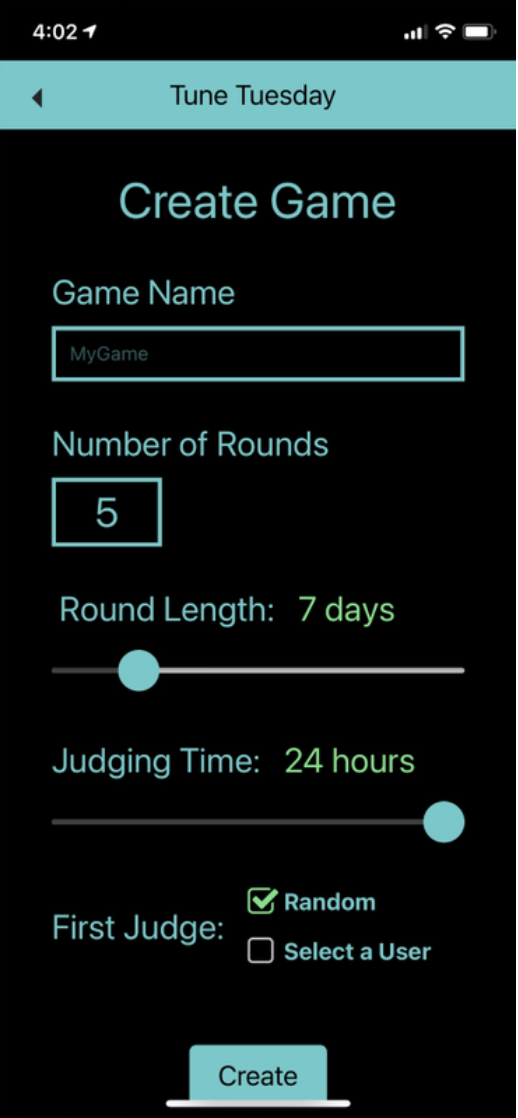 4:02
Tune Tuesday
Create Game
Game Name
MyGame
Number of Rounds
5
Round Length: 7 days
Judging Time: 24 hours
First Judge:
Random
Select a User
Create